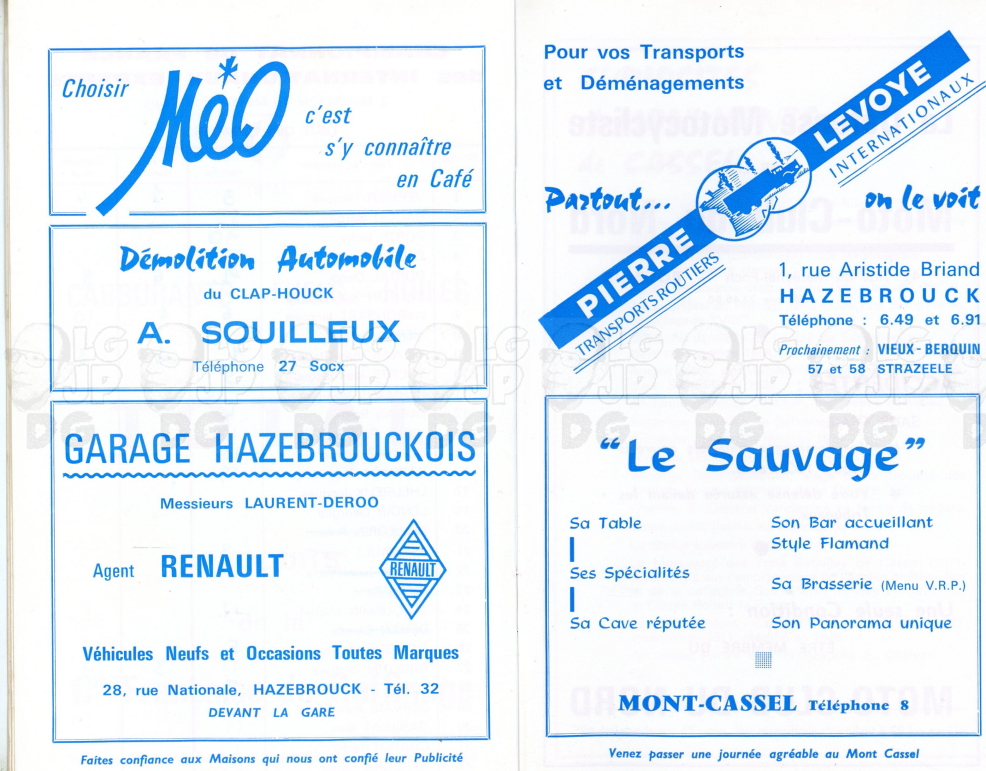 Choisir
Méo
c'est
s'y connaître
en Café
Démolition Automobile
du CLAP-HOUCK
A. SOUILLEUX
Téléphone 27 Socx
GARAGE HAZEBROUCKOIS
Messieurs LAURENT-DEROO
Agent RENAULT
RENAULT
Véhicules Neufs et Occasions Toutes Marques
28, rue Nationale, HAZEBROUCK - Tél. 32
DEVANT LA GARE
Faites confiance aux Maisons qui nous ont confié leur Publicité
Pour vos Transports
et Déménagements
PIERRE LEVOYE
TRANSPORTS ROUTIERS INTERNATIONAUX
Partout... on le voit
1, rue Aristide Briand
HAZEBROUCK
Téléphone : 6.49 et 6.91
Prochainement : VIEUX-BERQUIN
57 et 58 STRAZEELE
"Le Sauvage"
Sa Table
Ses Spécialités
Sa Cave réputée
Son Bar accueillant
Style Flamand
Sa Brasserie (Menu V.R.P.)
Son Panorama unique
MONT-CASSEL Téléphone 8
Venez passer une journée agréable au Mont Cassel
LG
JP
DG